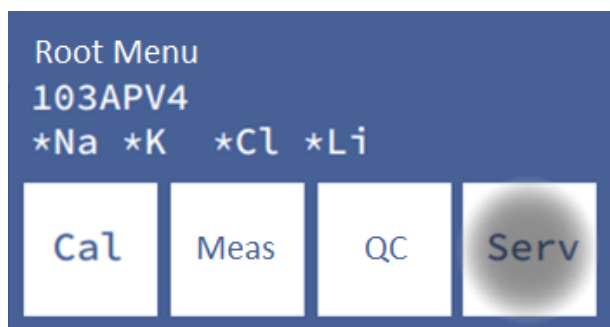 Root Menu
103APV4
*Na *K *Cl *Li
Cal Meas QC Serv